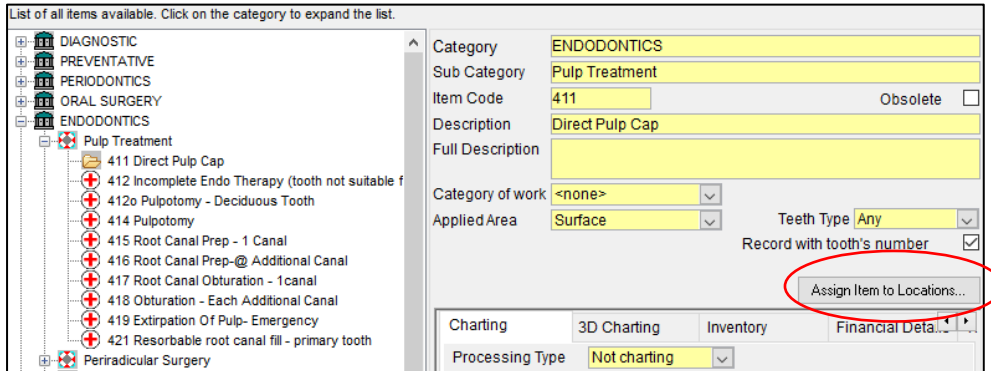 List of all items available. Click on the category to expand the list.
DIAGNOSTIC
PREVENTATIVE
PERIODONTICS
ORAL SURGERY
ENDODONTICS
Pulp Treatment
411 Direct Pulp Cap
412 Incomplete Endo Therapy (tooth not suitable f
412o Pulpotomy - Deciduous Tooth
414 Pulpotomy
415 Root Canal Prep - 1 Canal
416 Root Canal Prep-@ Additional Canal
417 Root Canal Obturation - 1canal
418 Obturation - Each Additional Canal
419 Extirpation Of Pulp- Emergency
421 Resorbable root canal fill - primary tooth
Periradicular Surgery
Category ENDODONTICS
Sub Category Pulp Treatment
Item Code 411 Obsolete
Description Direct Pulp Cap
Full Description
Category of work <none>
Applied Area Surface Teeth Type Any
Record with tooth's number
Assign Item to Locations...
Charting 3D Charting Inventory Financial
Processing Type Not charting